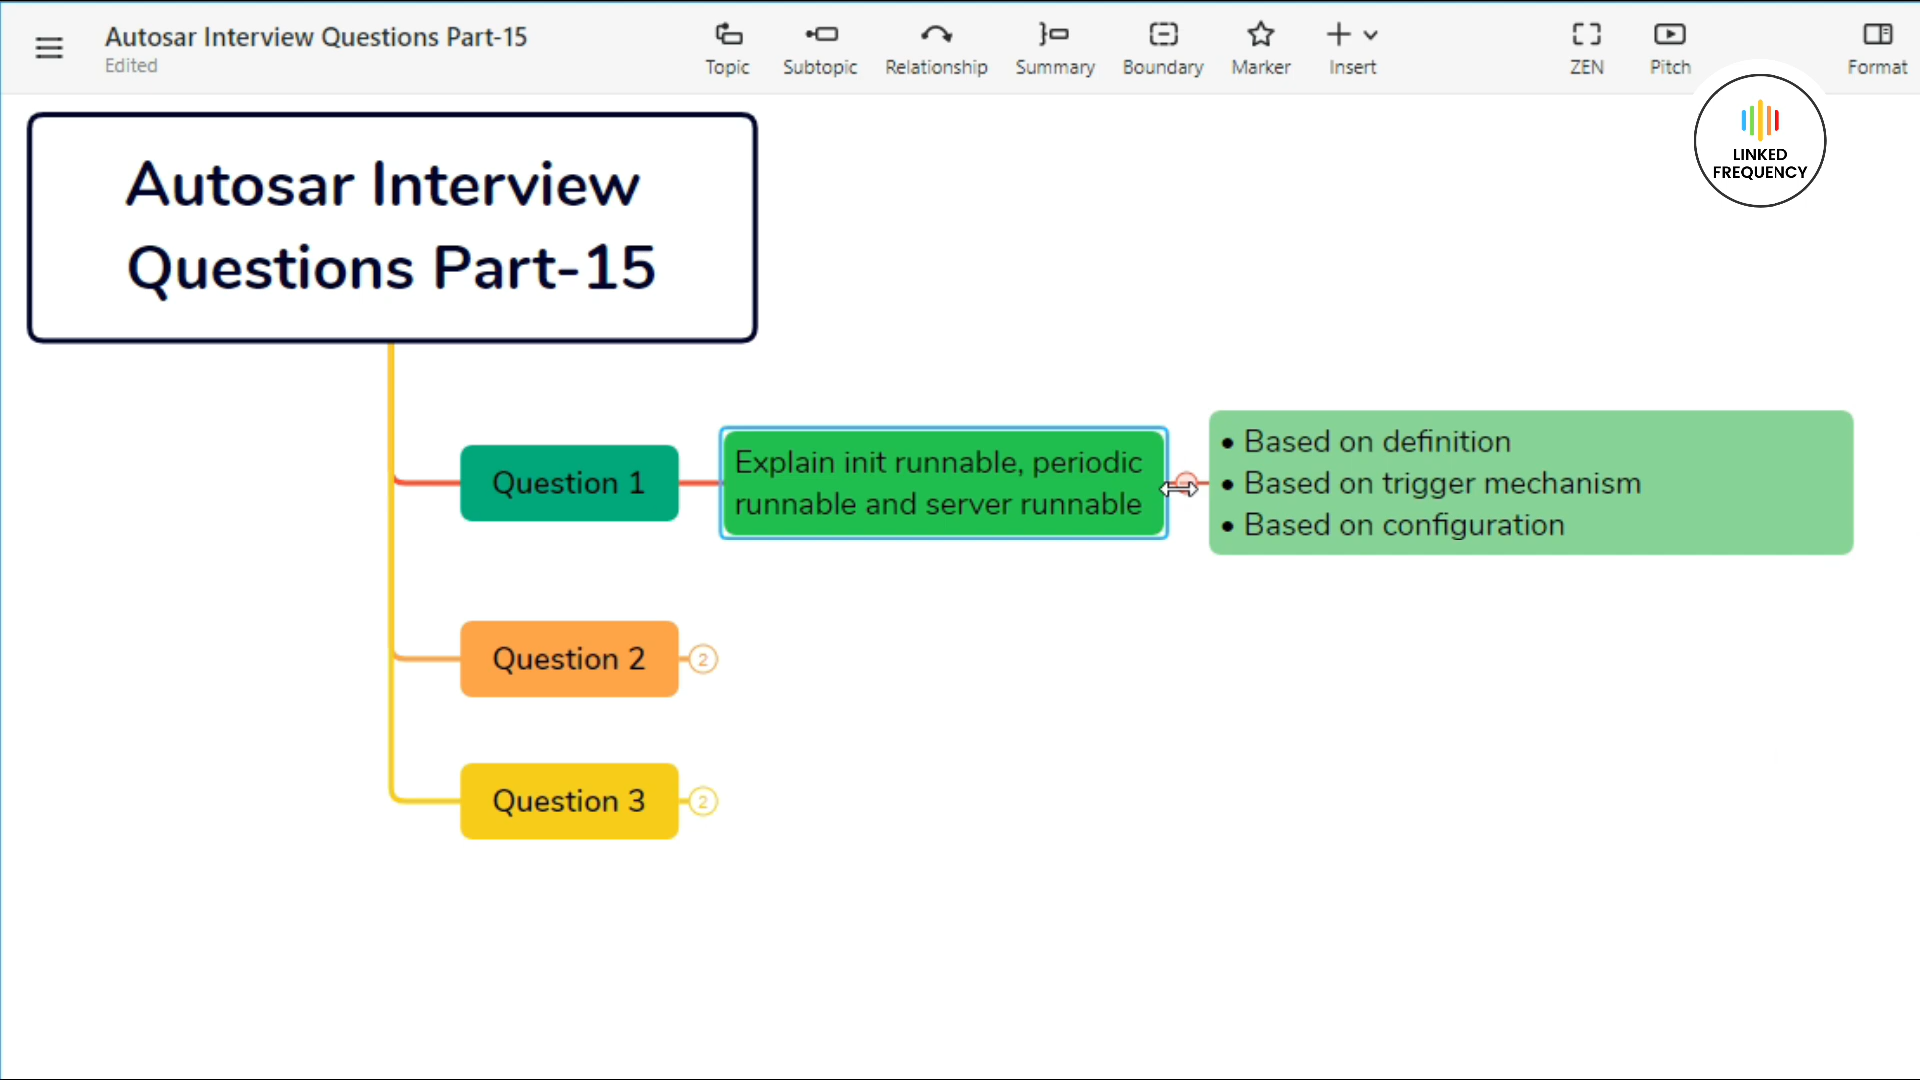 Autosar Interview Questions Part-15
Edited
Topic
Subtopic
Relationship
Summary
Boundary
Marker
Insert
ZEN
Pitch
Format
LINKED
FREQUENCY
Autosar Interview
Questions Part-15
Question 1
Explain init runnable, periodic
runnable and server runnable
• Based on definition
• Based on trigger mechanism
• Based on configuration
Question 2
2
Question 3
2